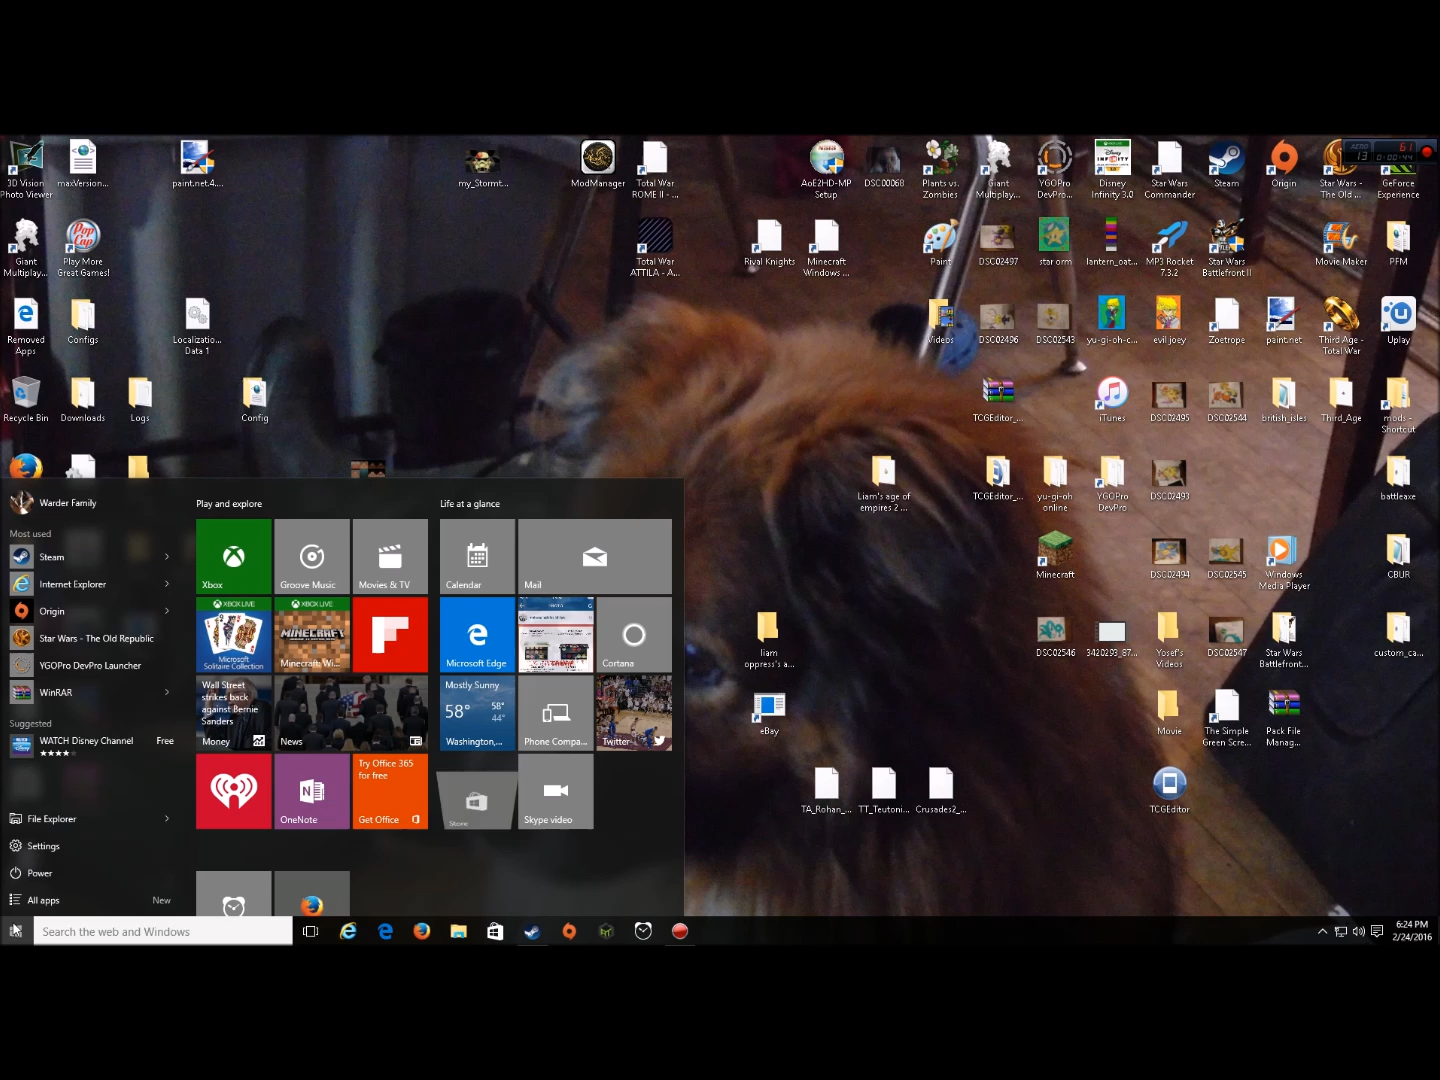 3D Vision
Photo Viewer
maxVersion...
paint.net.4....
my_Stormt...
ModManager
Total War
ROME II - ...
AoE2HD-MP
Setup
DSC00068
Plants vs.
Zombies
Giant
Multiplay...
YGOPro
DevPro...
Disney
Infinity 3.0
Star Wars
Commander
Steam
Origin
Star Wars -
The Old ...
GeForce
Experience
AERO
13
61
0:00:44
Giant
Multiplay...
Play More
Great Games!
Total War
ATTILA - A...
Rival Knights
Minecraft
Windows ...
Paint
DSC02497
star orm
lantern_oat...
MP3 Rocket
7.3.2
Star Wars
Battlefront II
Movie Maker
PFM
Removed
Apps
Configs
Localizatio...
Data 1
Videos
DSC02496
DSC02543
yu-gi-oh-c...
evil joey
Zoetrope
paint.net
Third Age -
Total War
Uplay
Recycle Bin
Downloads
Logs
Config
TCGEditor_...
iTunes
DSC02495
DSC02544
british_isles
Third_Age
mods -
Shortcut
Liam's age of
empires 2 ...
TCGEditor_...
yu-gi-oh
online
YGOPro
DevPro
DSC02493
battleaxe
Minecraft
DSC02494
DSC02545
Windows
Media Player
CBUR
liam
oppress's a...
DSC02546
3420293_87...
Yosef's
Videos
DSC02547
Star Wars
Battlefront...
custom_ca...
eBay
Movie
The Simple
Green Scre...
Pack File
Manag...
TA_Rohan_...
TT_Teutoni...
Crusades2_...
TCGEditor
Warder Family
Most used
Steam
Internet Explorer
Origin
Star Wars - The Old Republic
YGOPro DevPro Launcher
WinRAR
Suggested
WATCH Disney Channel
Free
File Explorer
Settings
Power
All apps
New
Play and explore
Life at a glance
Xbox
Groove Music
Movies & TV
Calendar
Mail
XBOX LIVE
Microsoft
Solitaire Collection
XBOX LIVE
MINECRAFT
Minecraft: Wi...
Microsoft Edge
Cortana
Wall Street
strikes back
against Bernie
Sanders
Money
News
Mostly Sunny
58°
58°
44°
Washington,...
Phone Compa...
Twitter
OneNote
Try Office 365
for free
Get Office
Store
Skype video
Search the web and Windows
6:24 PM
2/24/2016